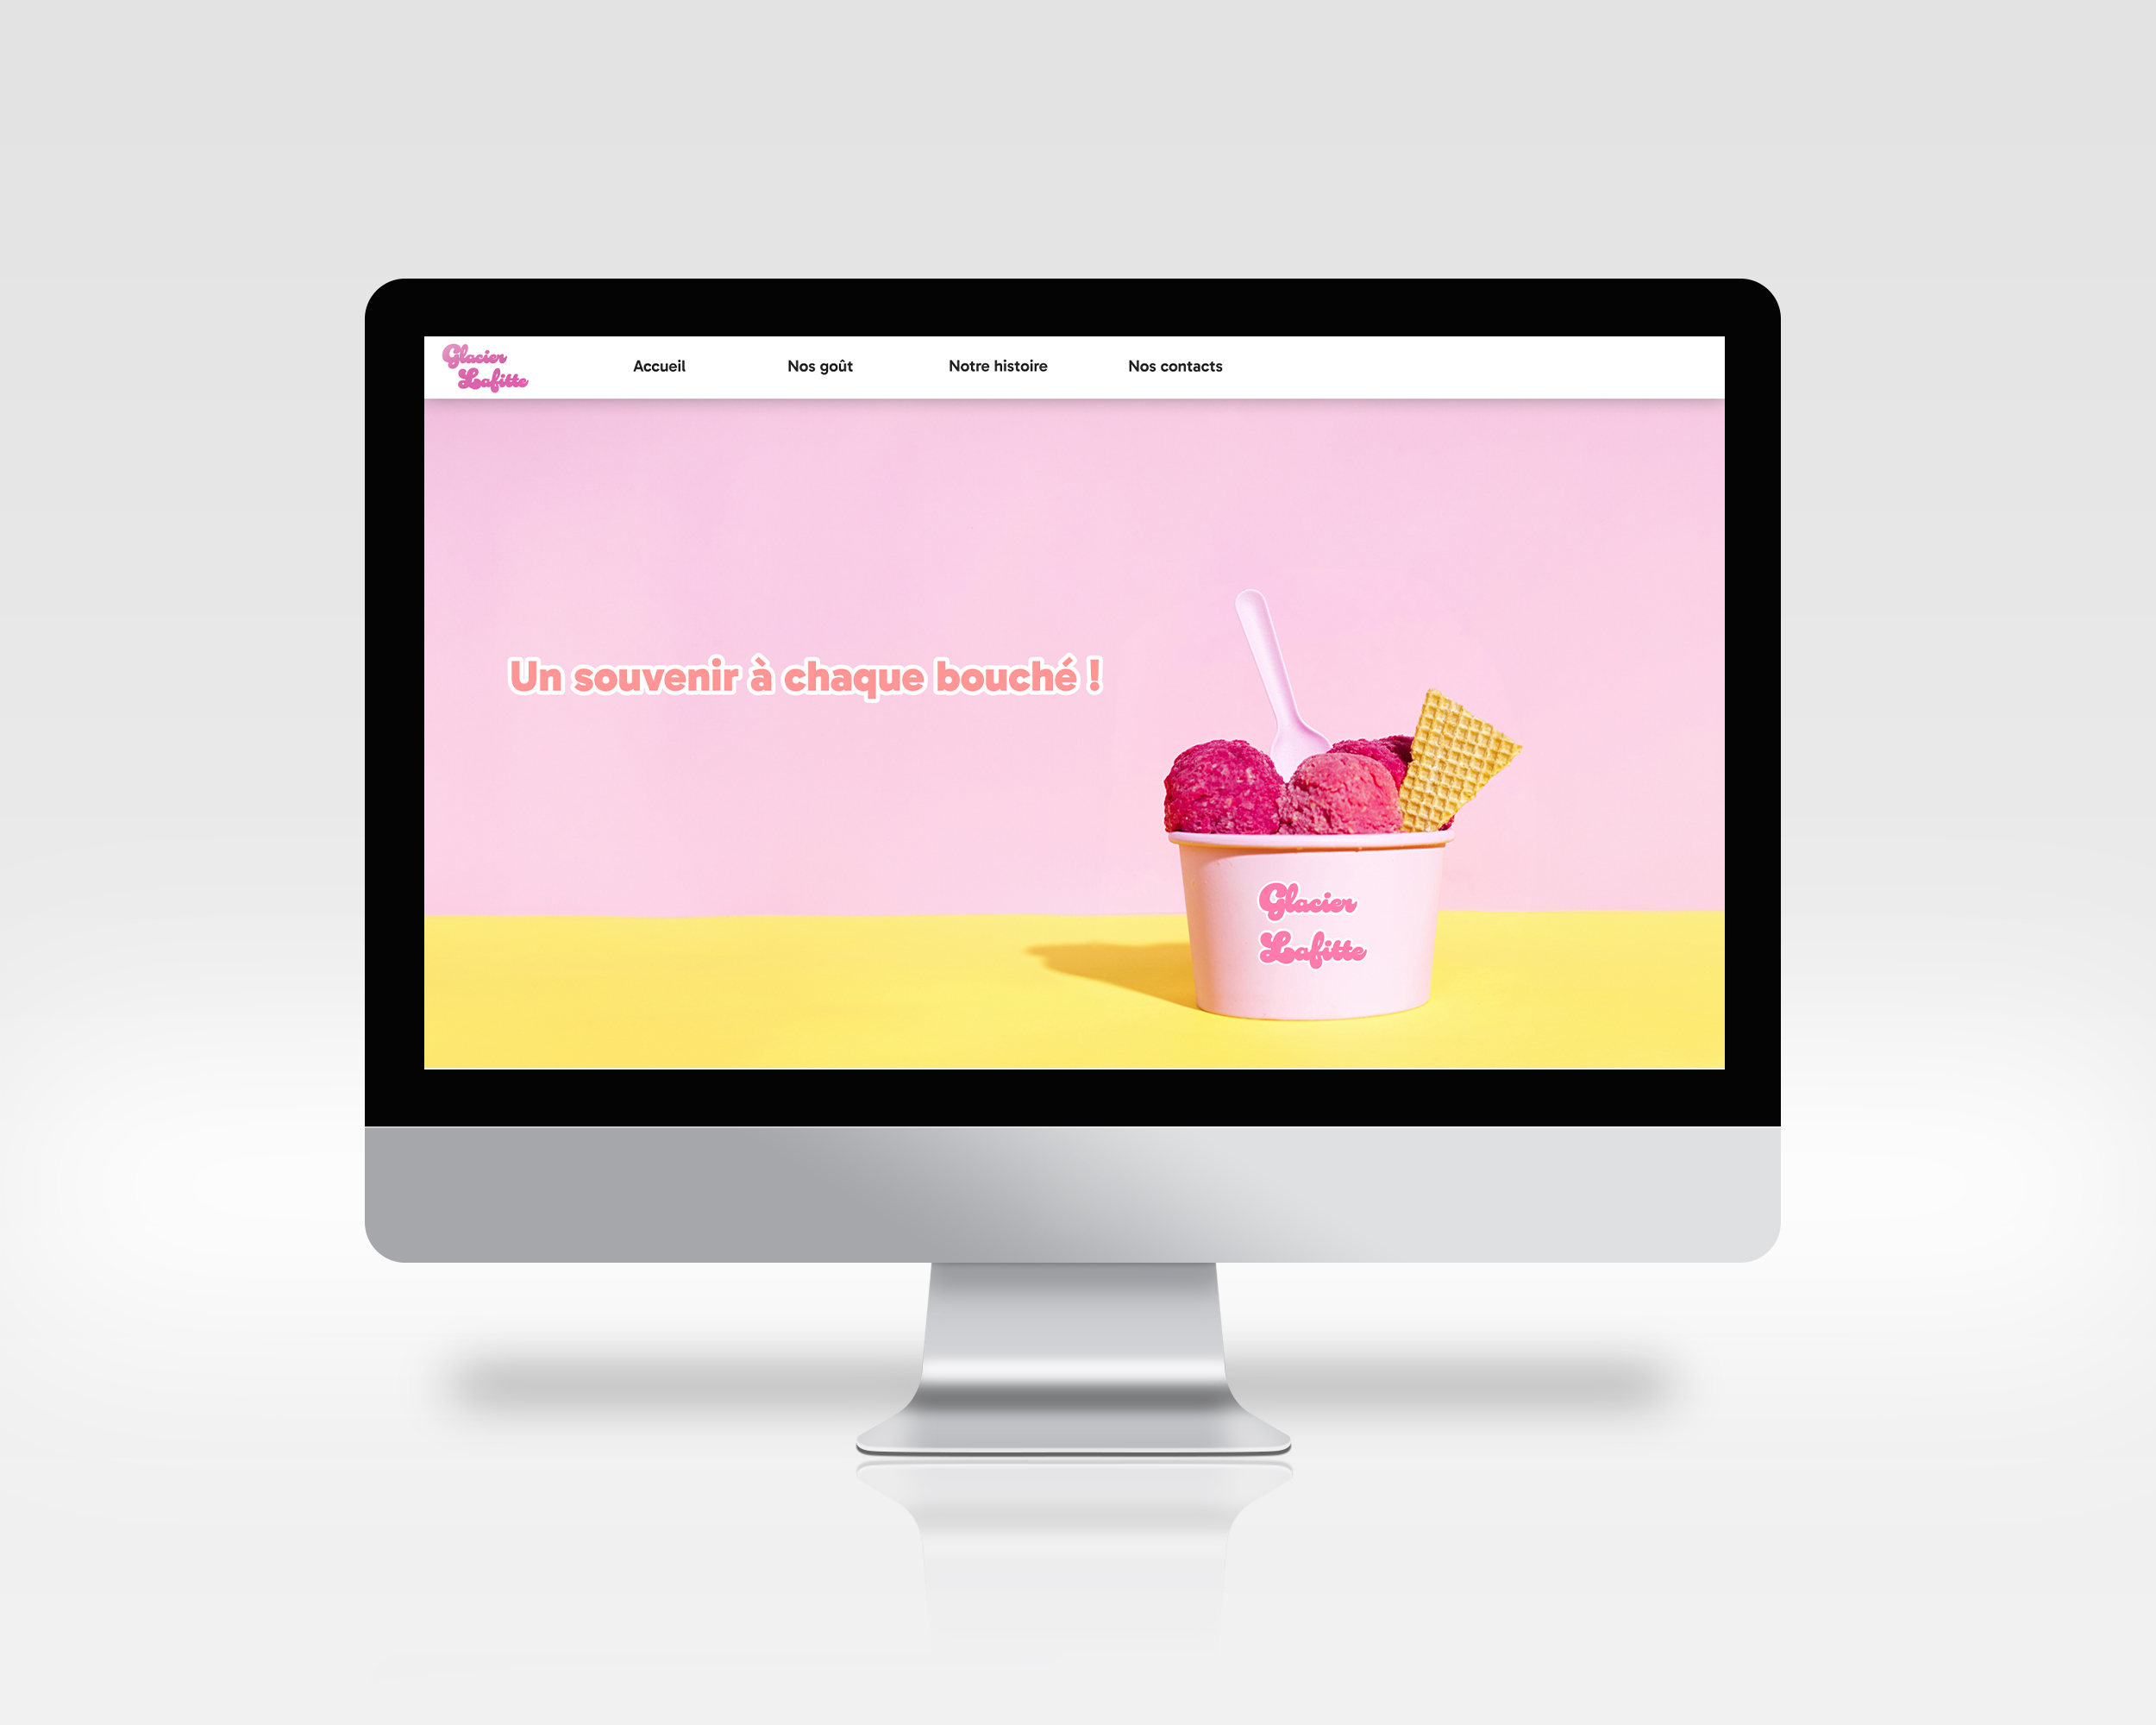 Glacier
Lafitte
Accueil Nos goût Notre histoire Nos contacts
Un souvenir à chaque bouché !
Glacier
Lafitte